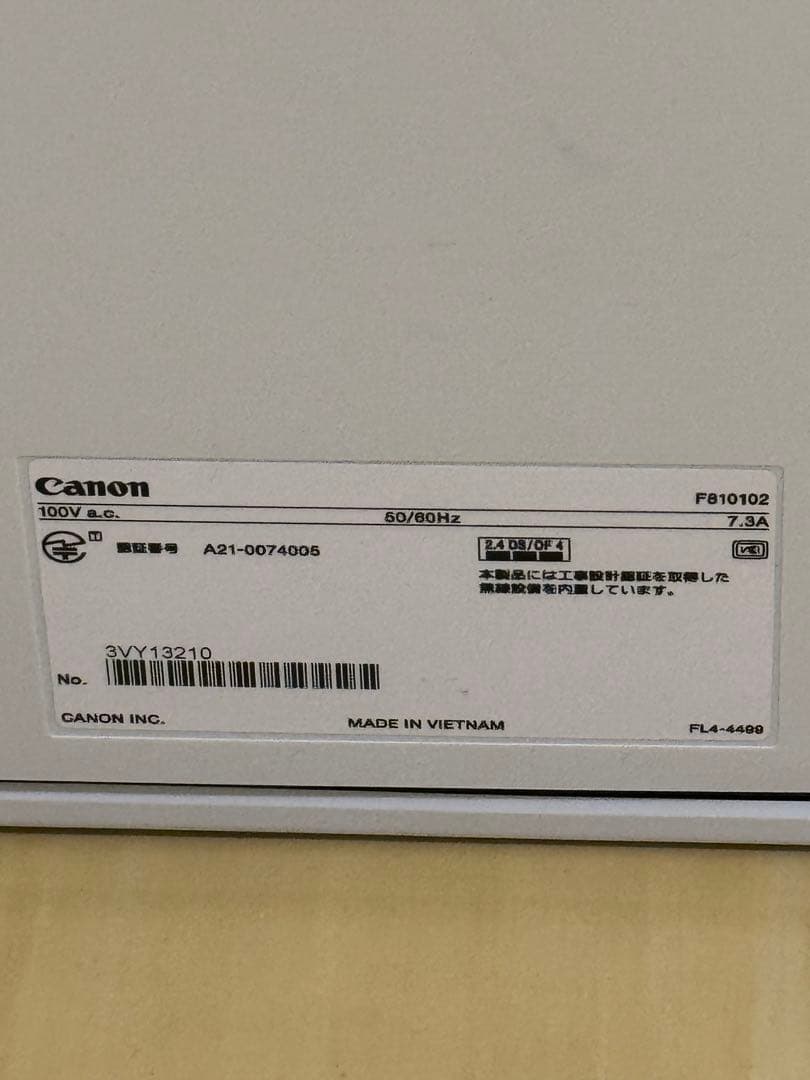 Canon
F810102
100V a.c. 50/60Hz 7.3A
T 認証番号 A21-0074005
2.4 DS/OF 4
VCCI
本製品には工事設計認証を取得した
無線設備を内蔵しています。
3VY13210
No.
CANON INC. MADE IN VIETNAM FL4-4499